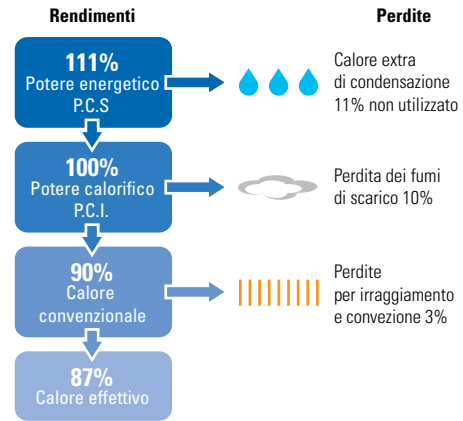 Rendimenti
Perdite
111%
Potere energetico
P.C.S
Calore extra
di condensazione
11% non utilizzato
100%
Potere calorifico
P.C.I.
Perdita dei fumi
di scarico 10%
90%
Calore
convenzionale
Perdite
per irraggiamento
e convezione 3%
87%
Calore effettivo